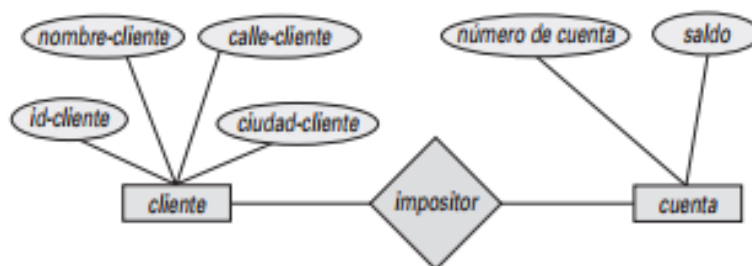 nombre-cliente
calle-cliente
número de cuenta
saldo
id-cliente
ciudad-cliente
cliente
impositor
cuenta